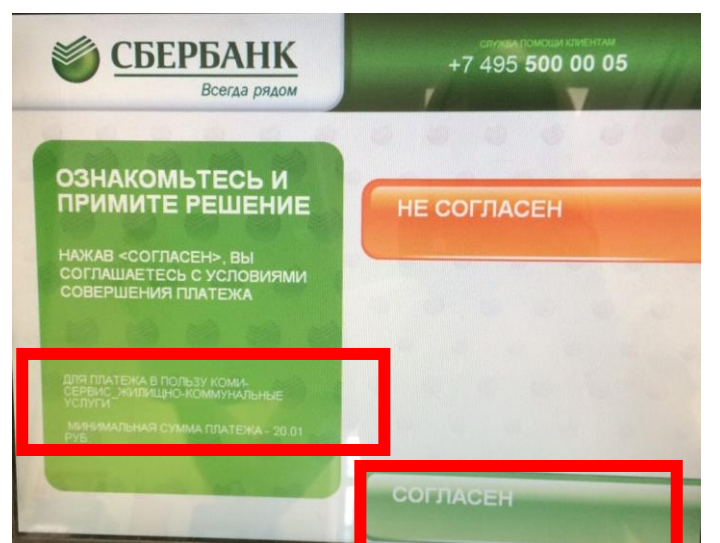 СБЕРБАНК
Всегда рядом
СЛУЖБА ПОМОЩИ КЛИЕНТАМ
+7 495 500 00 05
ОЗНАКОМЬТЕСЬ И
ПРИМИТЕ РЕШЕНИЕ
НЕ СОГЛАСЕН
НАЖАВ <СОГЛАСЕН>, ВЫ
СОГЛАШАЕТЕСЬ С УСЛОВИЯМИ
СОВЕРШЕНИЯ ПЛАТЕЖА
ДЛЯ ПЛАТЕЖА В ПОЛЬЗУ КОМИ-
СЕРВИС_ЖИЛИЩНО-КОММУНАЛЬНЫЕ
УСЛУГИ
МИНИМАЛЬНАЯ СУММА ПЛАТЕЖА - 20.01
РУБ
СОГЛАСЕН